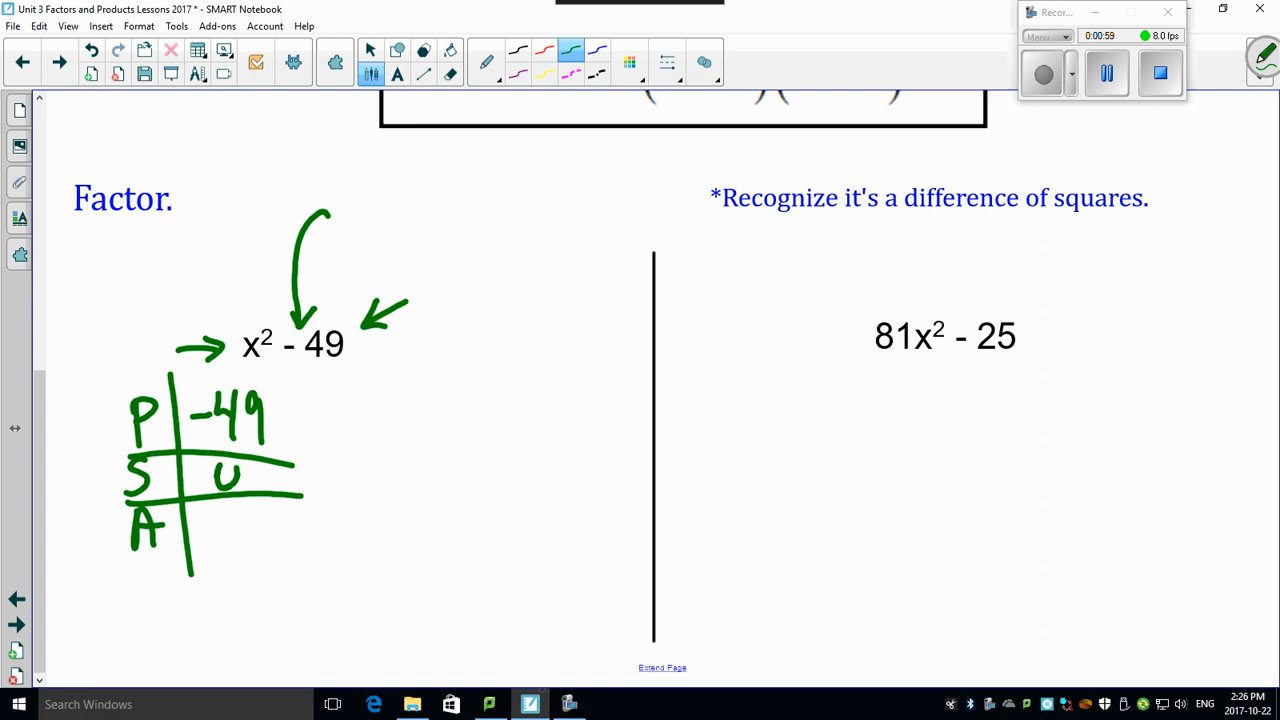 Unit 3 Factors and Products Lessons 2017 * - SMART Notebook
File Edit View Insert Format Tools Add-ons Account Help
Recor...
Menu 0:00:59 8.0 fps
( )( )
Factor.
*Recognize it's a difference of squares.
x² - 49
81x² - 25
P -49
S 0
A
Extend Page
Search Windows
2:26 PM
2017-10-22